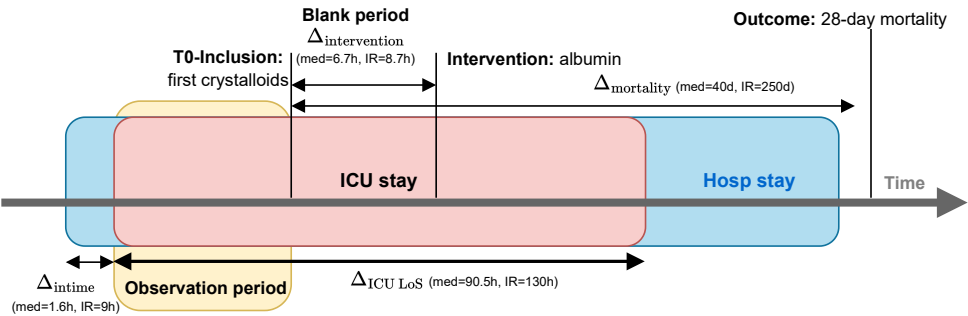 Blank period
Δintervention
(med=6.7h, IR=8.7h)
Outcome: 28-day mortality
T0-Inclusion:
first crystalloids
Intervention: albumin
Δmortality (med=40d, IR=250d)
ICU stay
Hosp stay
Time
Δintime
(med=1.6h, IR=9h)
Observation period
ΔICU LoS (med=90.5h, IR=130h)